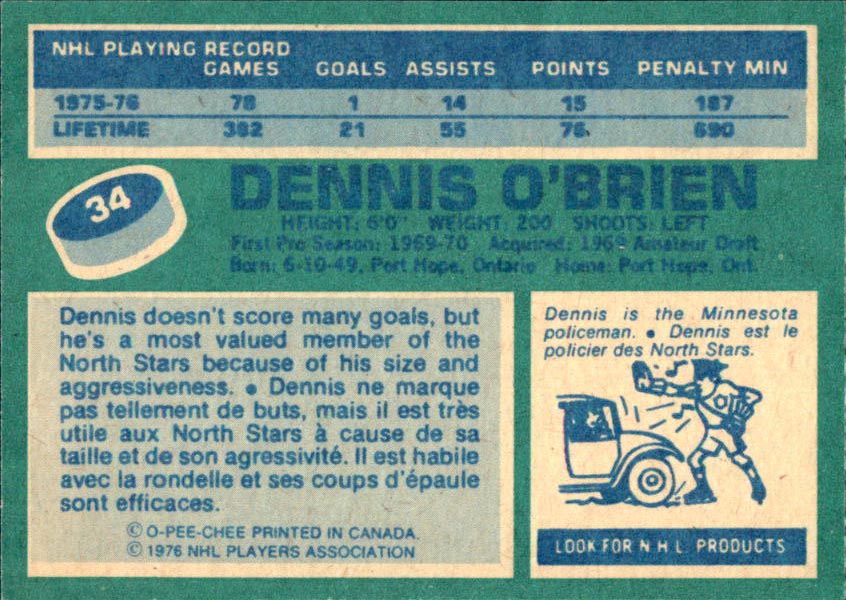 NHL PLAYING RECORD
GAMES GOALS ASSISTS POINTS PENALTY MIN
1975-76 78 1 14 15 187
LIFETIME 382 21 55 76 690
34
DENNIS O'BRIEN
HEIGHT: 6'0" WEIGHT: 200 SHOOTS: LEFT
First Pro Season: 1969-70 Acquired: 1969 Amateur Draft
Born: 6-10-49, Port Hope, Ontario Home: Port Hope, Ont.
Dennis doesn't score many goals, but
he's a most valued member of the
North Stars because of his size and
aggressiveness. • Dennis ne marque
pas tellement de buts, mais il est très
utile aux North Stars à cause de sa
taille et de son agressivité. Il est habile
avec la rondelle et ses coups d'épaule
sont efficaces.
© O-PEE-CHEE PRINTED IN CANADA.
© 1976 NHL PLAYERS ASSOCIATION
Dennis is the Minnesota
policeman. • Dennis est le
policier des North Stars.
LOOK FOR N H L PRODUCTS